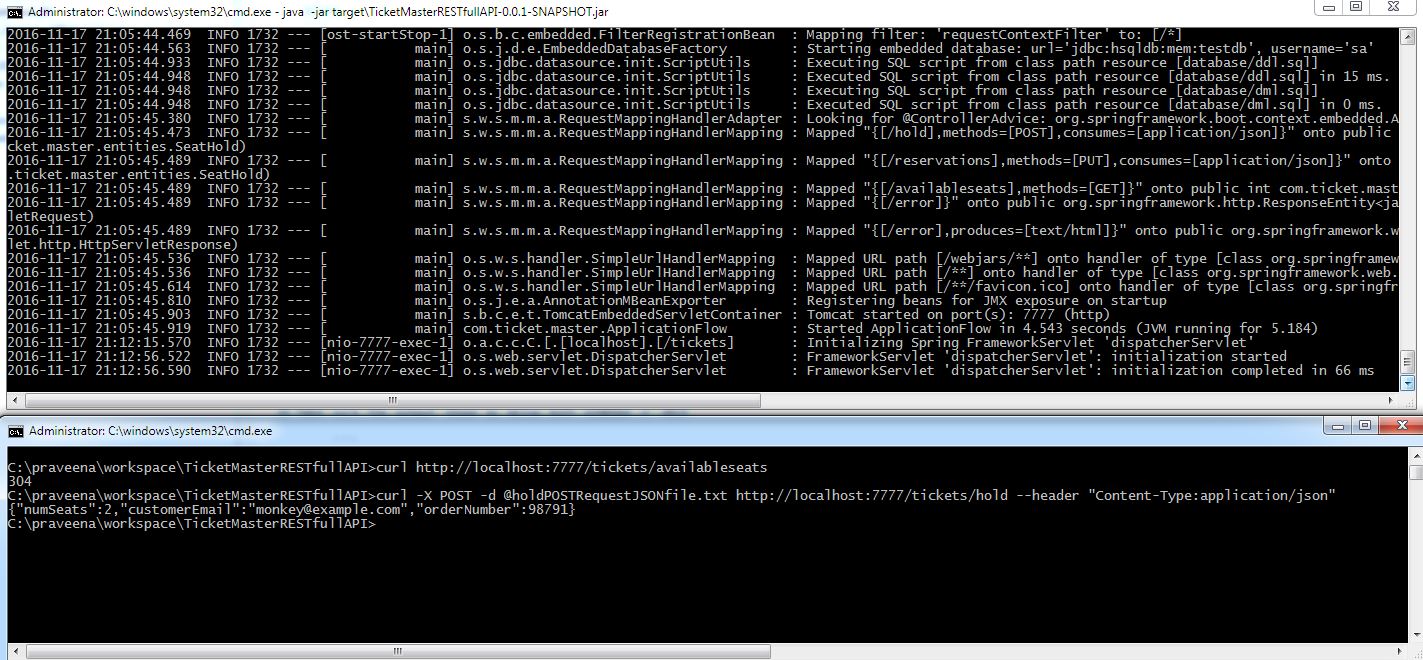 Administrator: C:\windows\system32\cmd.exe - java  -jar target\TicketMasterRESTfullAPI-0.0.1-SNAPSHOT.jar
2016-11-17 21:05:44.469  INFO 1732 --- [ost-startStop-1] o.s.b.c.embedded.FilterRegistrationBean  : Mapping filter: 'requestContextFilter' to: [/*]
2016-11-17 21:05:44.563  INFO 1732 --- [           main] o.s.j.d.e.EmbeddedDatabaseFactory        : Starting embedded database: url='jdbc:hsqldb:mem:testdb', username='sa'
2016-11-17 21:05:44.933  INFO 1732 --- [           main] o.s.jdbc.datasource.init.ScriptUtils     : Executing SQL script from class path resource [database/ddl.sql]
2016-11-17 21:05:44.948  INFO 1732 --- [           main] o.s.jdbc.datasource.init.ScriptUtils     : Executed SQL script from class path resource [database/ddl.sql] in 15 ms.
2016-11-17 21:05:44.948  INFO 1732 --- [           main] o.s.jdbc.datasource.init.ScriptUtils     : Executing SQL script from class path resource [database/dml.sql]
2016-11-17 21:05:44.948  INFO 1732 --- [           main] o.s.jdbc.datasource.init.ScriptUtils     : Executed SQL script from class path resource [database/dml.sql] in 0 ms.
2016-11-17 21:05:45.380  INFO 1732 --- [           main] s.w.s.m.m.a.RequestMappingHandlerAdapter : Looking for @ControllerAdvice: org.springframework.boot.context.embedded.A
2016-11-17 21:05:45.473  INFO 1732 --- [           main] s.w.s.m.m.a.RequestMappingHandlerMapping : Mapped "{[/hold],methods=[POST],consumes=[application/json]}" onto public
cket.master.entities.SeatHold)
2016-11-17 21:05:45.489  INFO 1732 --- [           main] s.w.s.m.m.a.RequestMappingHandlerMapping : Mapped "{[/reservations],methods=[PUT],consumes=[application/json]}" onto
.ticket.master.entities.SeatHold)
2016-11-17 21:05:45.489  INFO 1732 --- [           main] s.w.s.m.m.a.RequestMappingHandlerMapping : Mapped "{[/availableseats],methods=[GET]}" onto public int com.ticket.mast
2016-11-17 21:05:45.489  INFO 1732 --- [           main] s.w.s.m.m.a.RequestMappingHandlerMapping : Mapped "{[/error]}" onto public org.springframework.http.ResponseEntity<ja
letRequest)
2016-11-17 21:05:45.489  INFO 1732 --- [           main] s.w.s.m.m.a.RequestMappingHandlerMapping : Mapped "{[/error],produces=[text/html]}" onto public org.springframework.w
let.http.HttpServletResponse)
2016-11-17 21:05:45.536  INFO 1732 --- [           main] o.s.w.s.handler.SimpleUrlHandlerMapping  : Mapped URL path [/webjars/**] onto handler of type [class org.springframew
2016-11-17 21:05:45.536  INFO 1732 --- [           main] o.s.w.s.handler.SimpleUrlHandlerMapping  : Mapped URL path [/**] onto handler of type [class org.springframework.web.
2016-11-17 21:05:45.614  INFO 1732 --- [           main] o.s.w.s.handler.SimpleUrlHandlerMapping  : Mapped URL path [/**/favicon.ico] onto handler of type [class org.springfr
2016-11-17 21:05:45.810  INFO 1732 --- [           main] o.s.j.e.a.AnnotationMBeanExporter        : Registering beans for JMX exposure on startup
2016-11-17 21:05:45.903  INFO 1732 --- [           main] s.b.c.e.t.TomcatEmbeddedServletContainer : Tomcat started on port(s): 7777 (http)
2016-11-17 21:05:45.919  INFO 1732 --- [           main] com.ticket.master.ApplicationFlow        : Started ApplicationFlow in 4.543 seconds (JVM running for 5.184)
2016-11-17 21:12:15.570  INFO 1732 --- [nio-7777-exec-1] o.a.c.c.C.[.[localhost].[/tickets]       : Initializing Spring FrameworkServlet 'dispatcherServlet'
2016-11-17 21:12:56.522  INFO 1732 --- [nio-7777-exec-1] o.s.web.servlet.DispatcherServlet        : FrameworkServlet 'dispatcherServlet': initialization started
2016-11-17 21:12:56.590  INFO 1732 --- [nio-7777-exec-1] o.s.web.servlet.DispatcherServlet        : FrameworkServlet 'dispatcherServlet': initialization completed in 66 ms
Administrator: C:\windows\system32\cmd.exe
C:\praveena\workspace\TicketMasterRESTfullAPI>curl http://localhost:7777/tickets/availableseats
304
C:\praveena\workspace\TicketMasterRESTfullAPI>curl -X POST -d @holdPOSTRequestJSONfile.txt http://localhost:7777/tickets/hold --header "Content-Type:application/json"
{"numSeats":2,"customerEmail":"monkey@example.com","orderNumber":98791}
C:\praveena\workspace\TicketMasterRESTfullAPI>